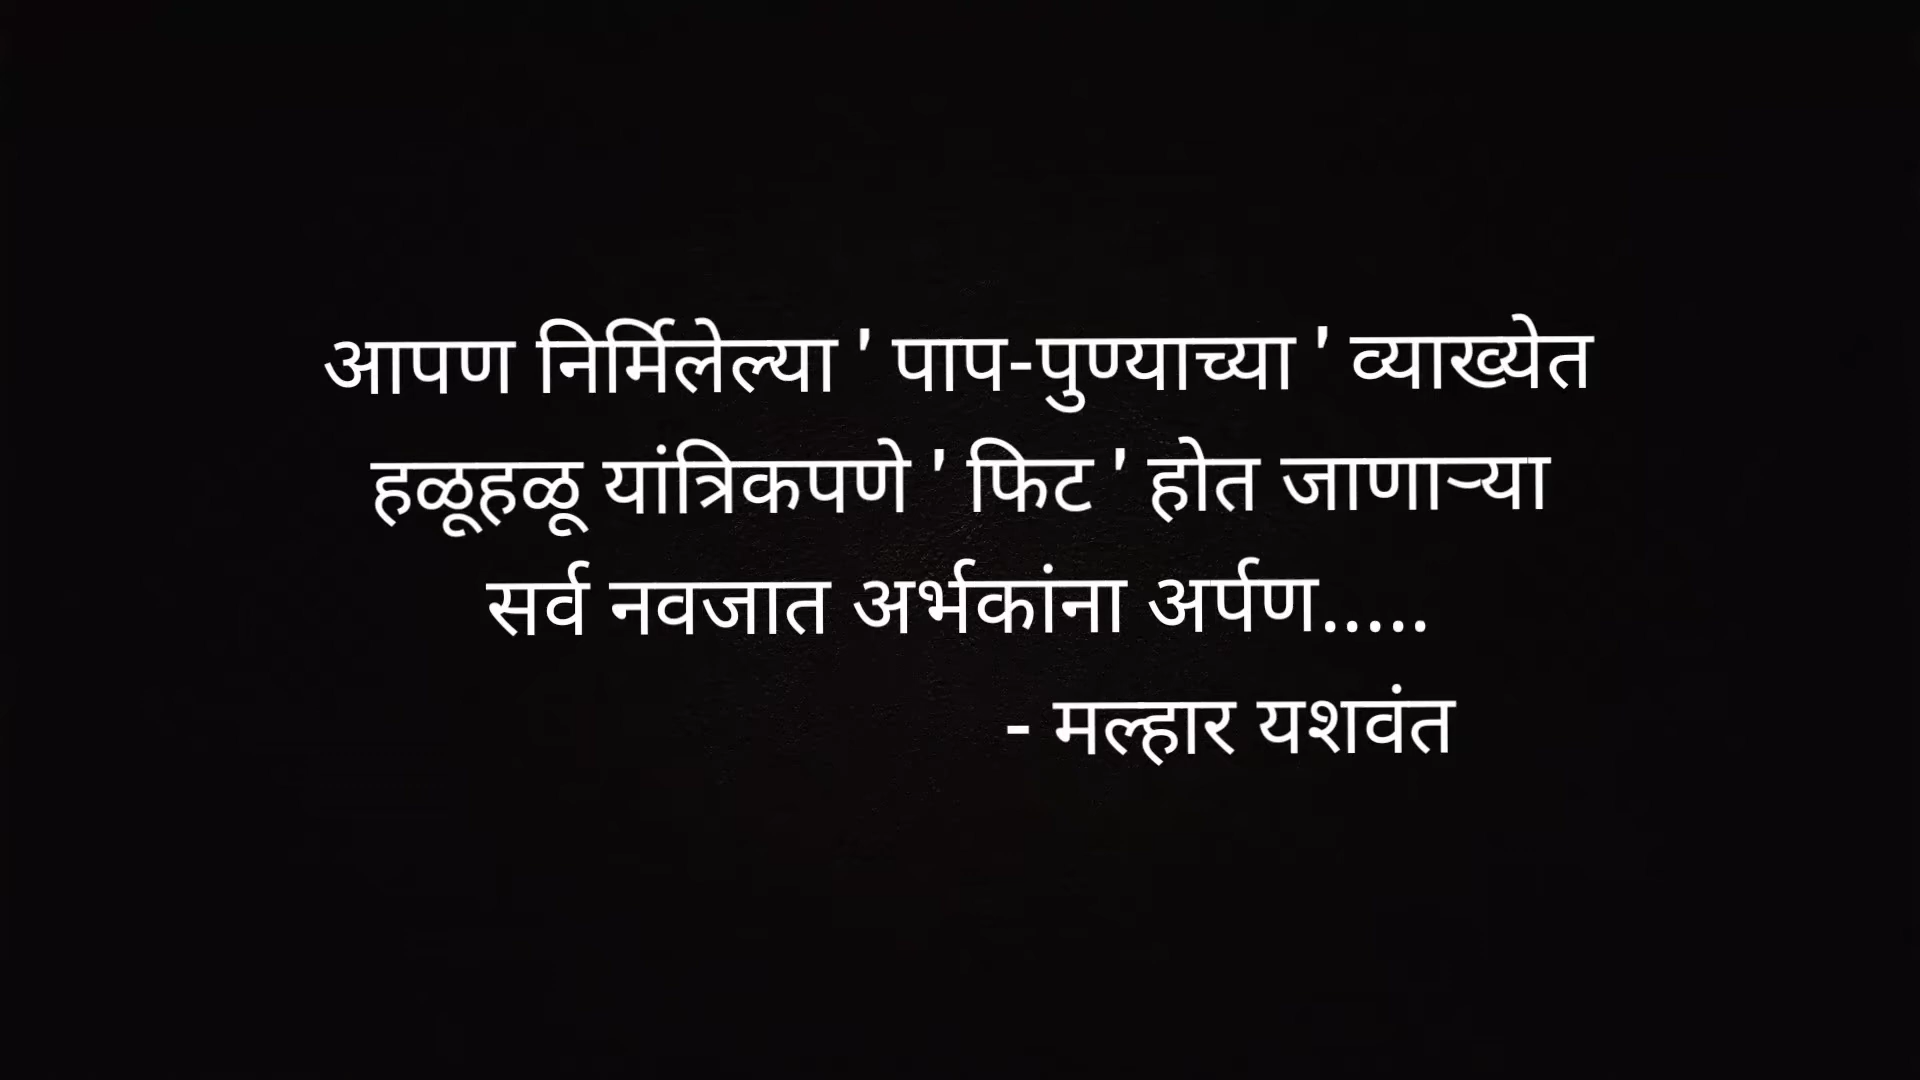 आपण निर्मिलेल्या ' पाप-पुण्याच्या ' व्याख्येत
हळूहळू यांत्रिकपणे ' फिट ' होत जाणाऱ्या
सर्व नवजात अर्भकांना अर्पण.....
- मल्हार यशवंत